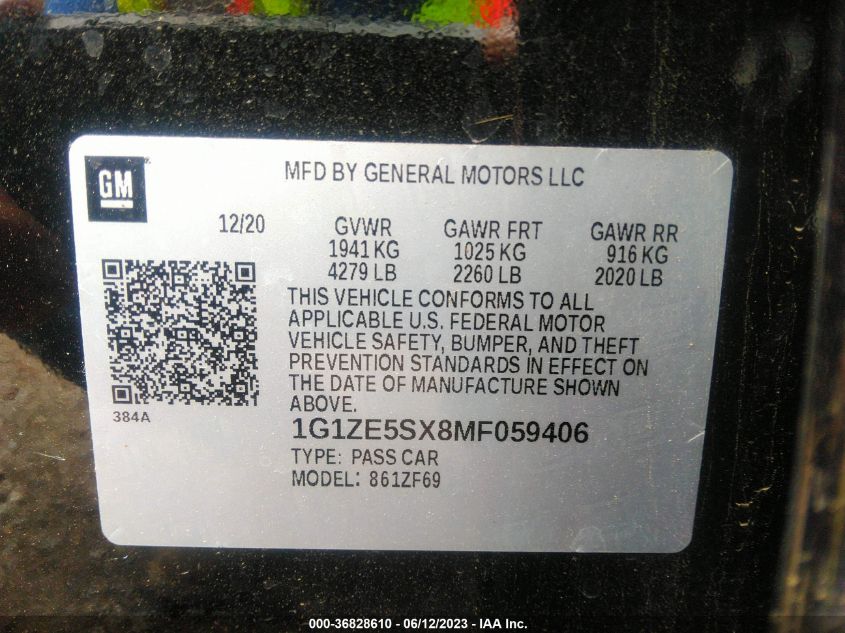 GM
MFD BY GENERAL MOTORS LLC
12/20 GVWR GAWR FRT GAWR RR
1941 KG 1025 KG 916 KG
4279 LB 2260 LB 2020 LB
THIS VEHICLE CONFORMS TO ALL
APPLICABLE U.S. FEDERAL MOTOR
VEHICLE SAFETY, BUMPER, AND THEFT
PREVENTION STANDARDS IN EFFECT ON
THE DATE OF MANUFACTURE SHOWN
ABOVE.
384A
1G1ZE5SX8MF059406
TYPE: PASS CAR
MODEL: 861ZF69
000-36828610 - 06/12/2023 - IAA Inc.